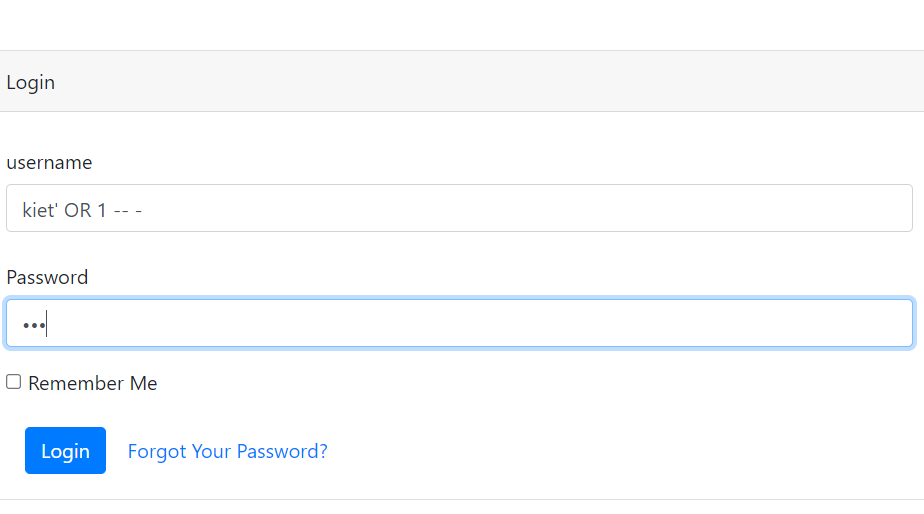 Login
username
kiet' OR 1 -- -
Password
•••
Remember Me
Login Forgot Your Password?